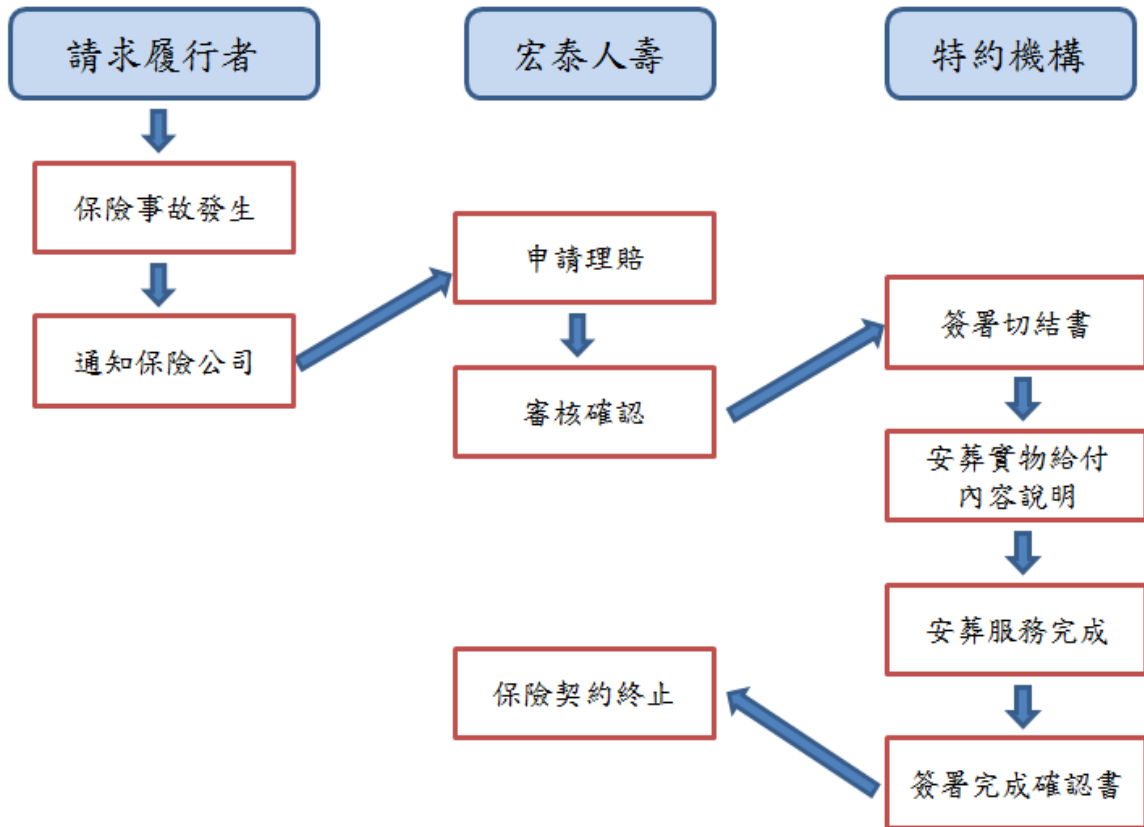 請求履行者
宏泰人壽
特約機構
保險事故發生
通知保險公司
申請理賠
審核確認
簽署切結書
安葬實物給付
內容說明
安葬服務完成
簽署完成確認書
保險契約終止